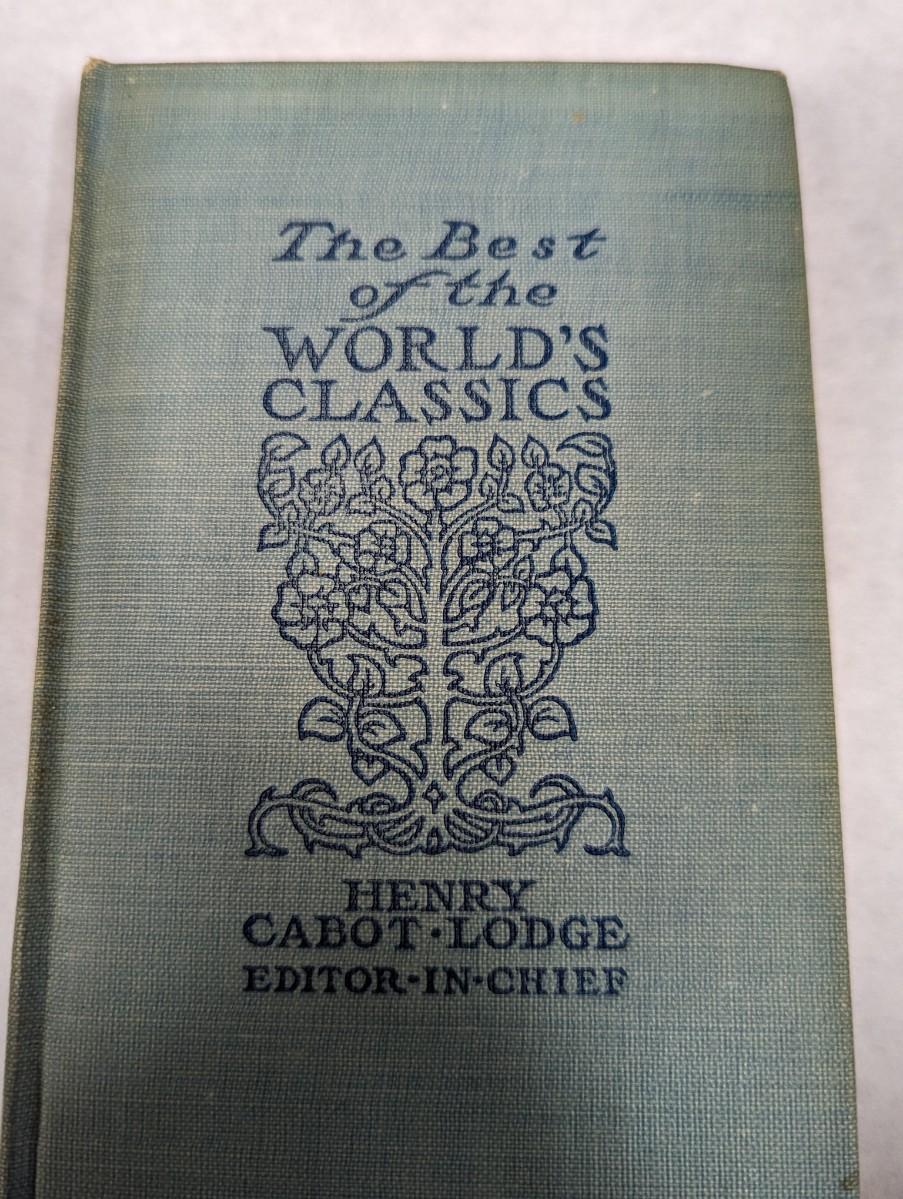 The Best
of the
WORLD'S
CLASSICS
HENRY
CABOT·LODGE
EDITOR·IN·CHIEF